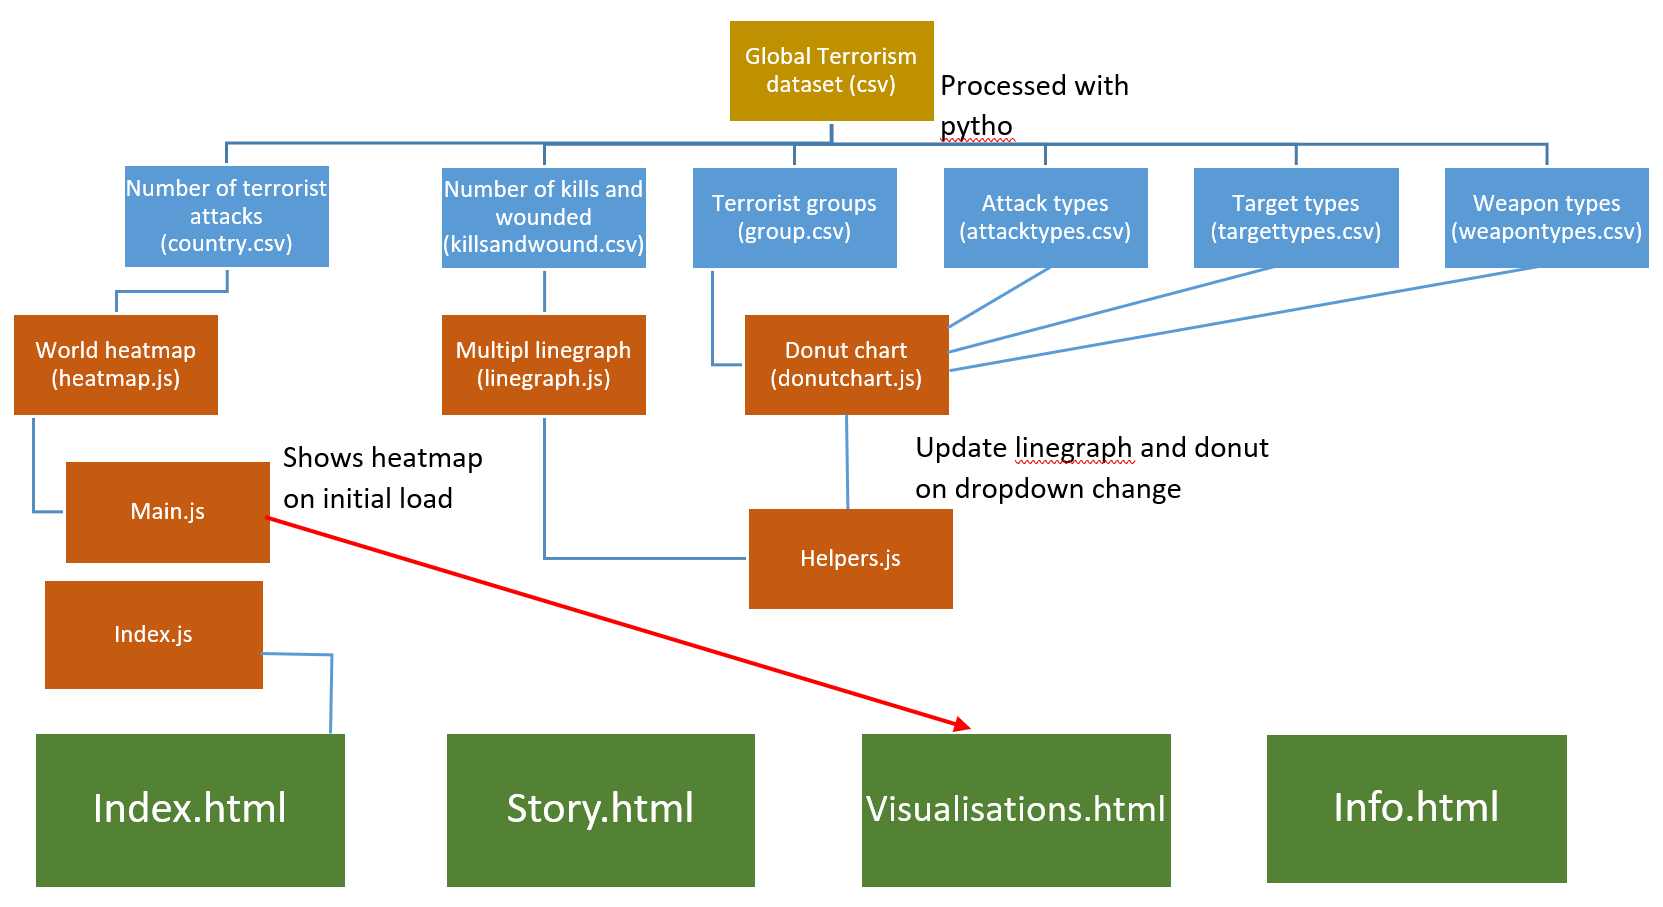 Global Terrorism
dataset (csv)
Processed with
pytho
Number of terrorist
attacks
(country.csv)
Number of kills and
wounded
(killsandwound.csv)
Terrorist groups
(group.csv)
Attack types
(attacktypes.csv)
Target types
(targettypes.csv)
Weapon types
(weapontypes.csv)
World heatmap
(heatmap.js)
Multipl linegraph
(linegraph.js)
Donut chart
(donutchart.js)
Shows heatmap
on initial load
Update linegraph and donut
on dropdown change
Main.js
Helpers.js
Index.js
Index.html
Story.html
Visualisations.html
Info.html